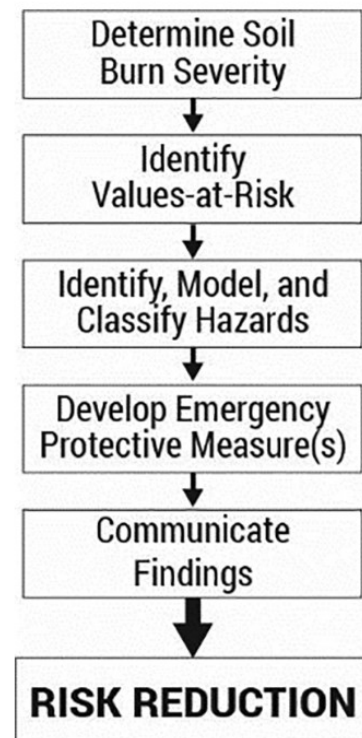 Determine Soil
Burn Severity
Identify
Values-at-Risk
Identify, Model, and
Classify Hazards
Develop Emergency
Protective Measure(s)
Communicate
Findings
RISK REDUCTION